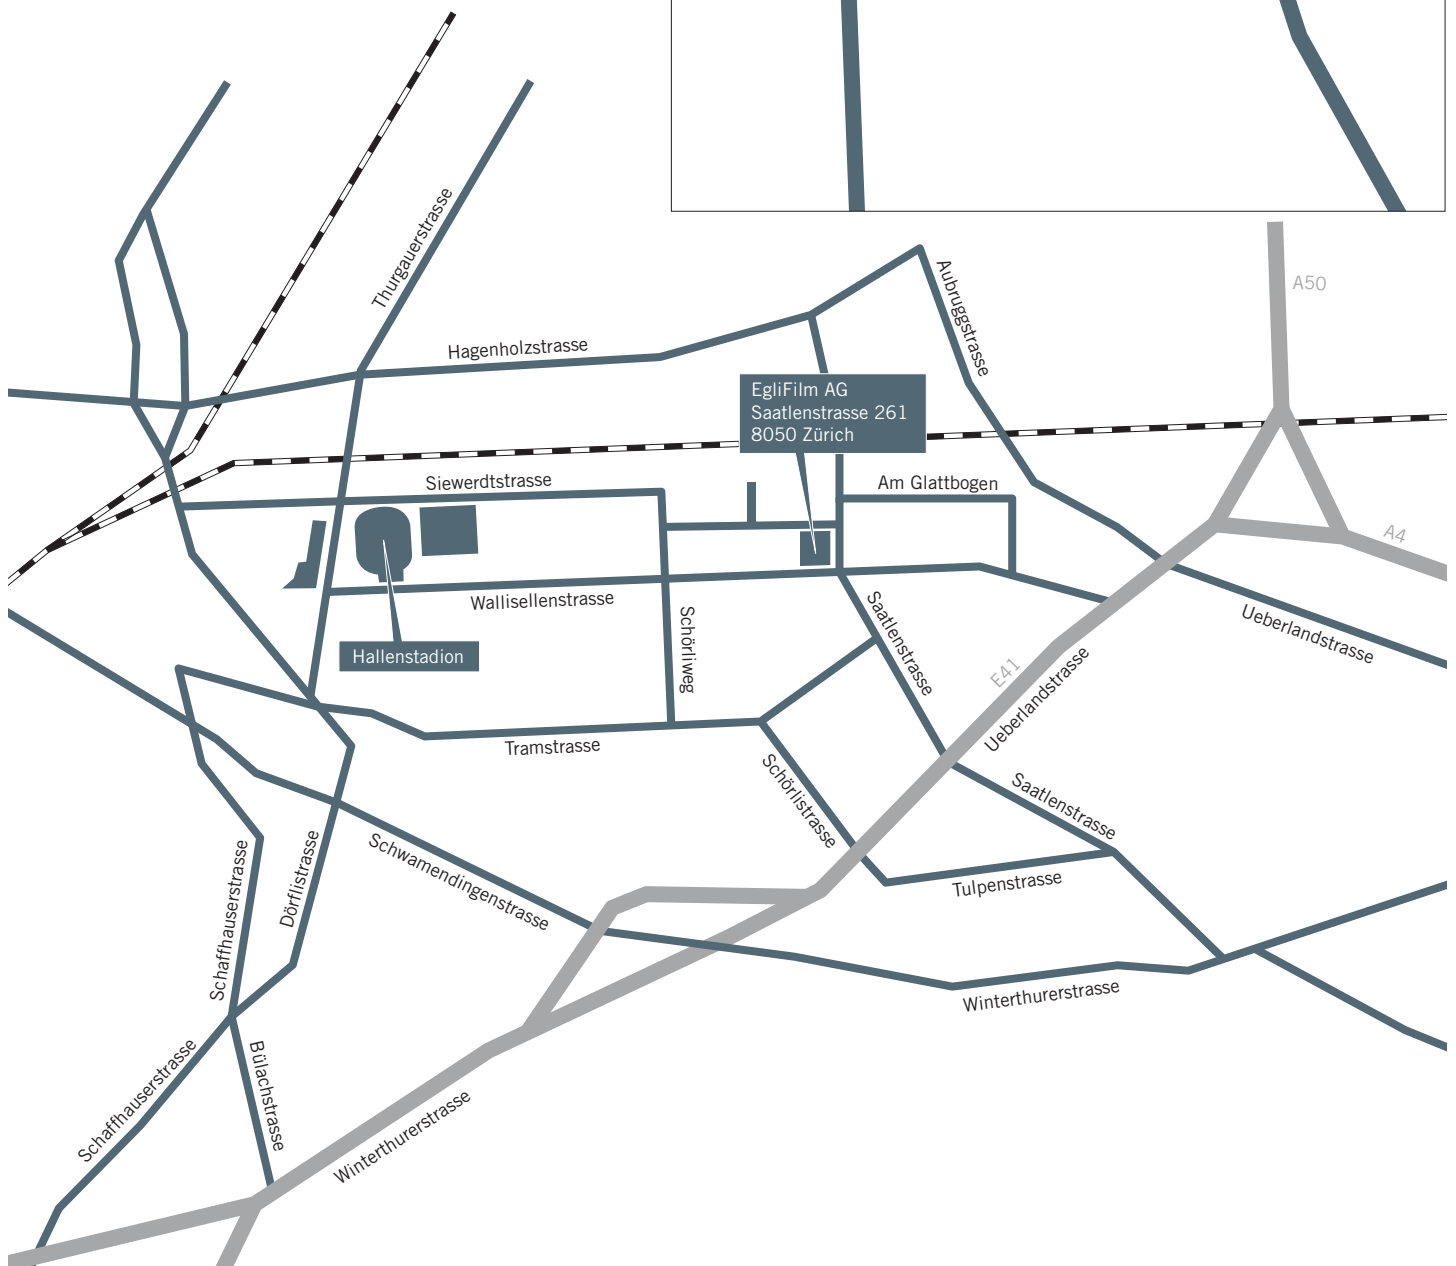 Thurgauerstrasse
Aubruggstrasse
A50
Hagenholzstrasse
EgliFilm AG
Saatlenstrasse 261
8050 Zürich
Siewerdtstrasse
Am Glattbogen
A4
Wallisellenstrasse
Saatlenstrasse
Schörliweg
Ueberlandstrasse
Hallenstadion
E41
Ueberlandstrasse
Tramstrasse
Schörlistrasse
Saatlenstrasse
Schaffhauserstrasse
Dörflistrasse
Schwamendingenstrasse
Tulpenstrasse
Winterthurerstrasse
Schaffhauserstrasse
Bülachstrasse
Winterthurerstrasse